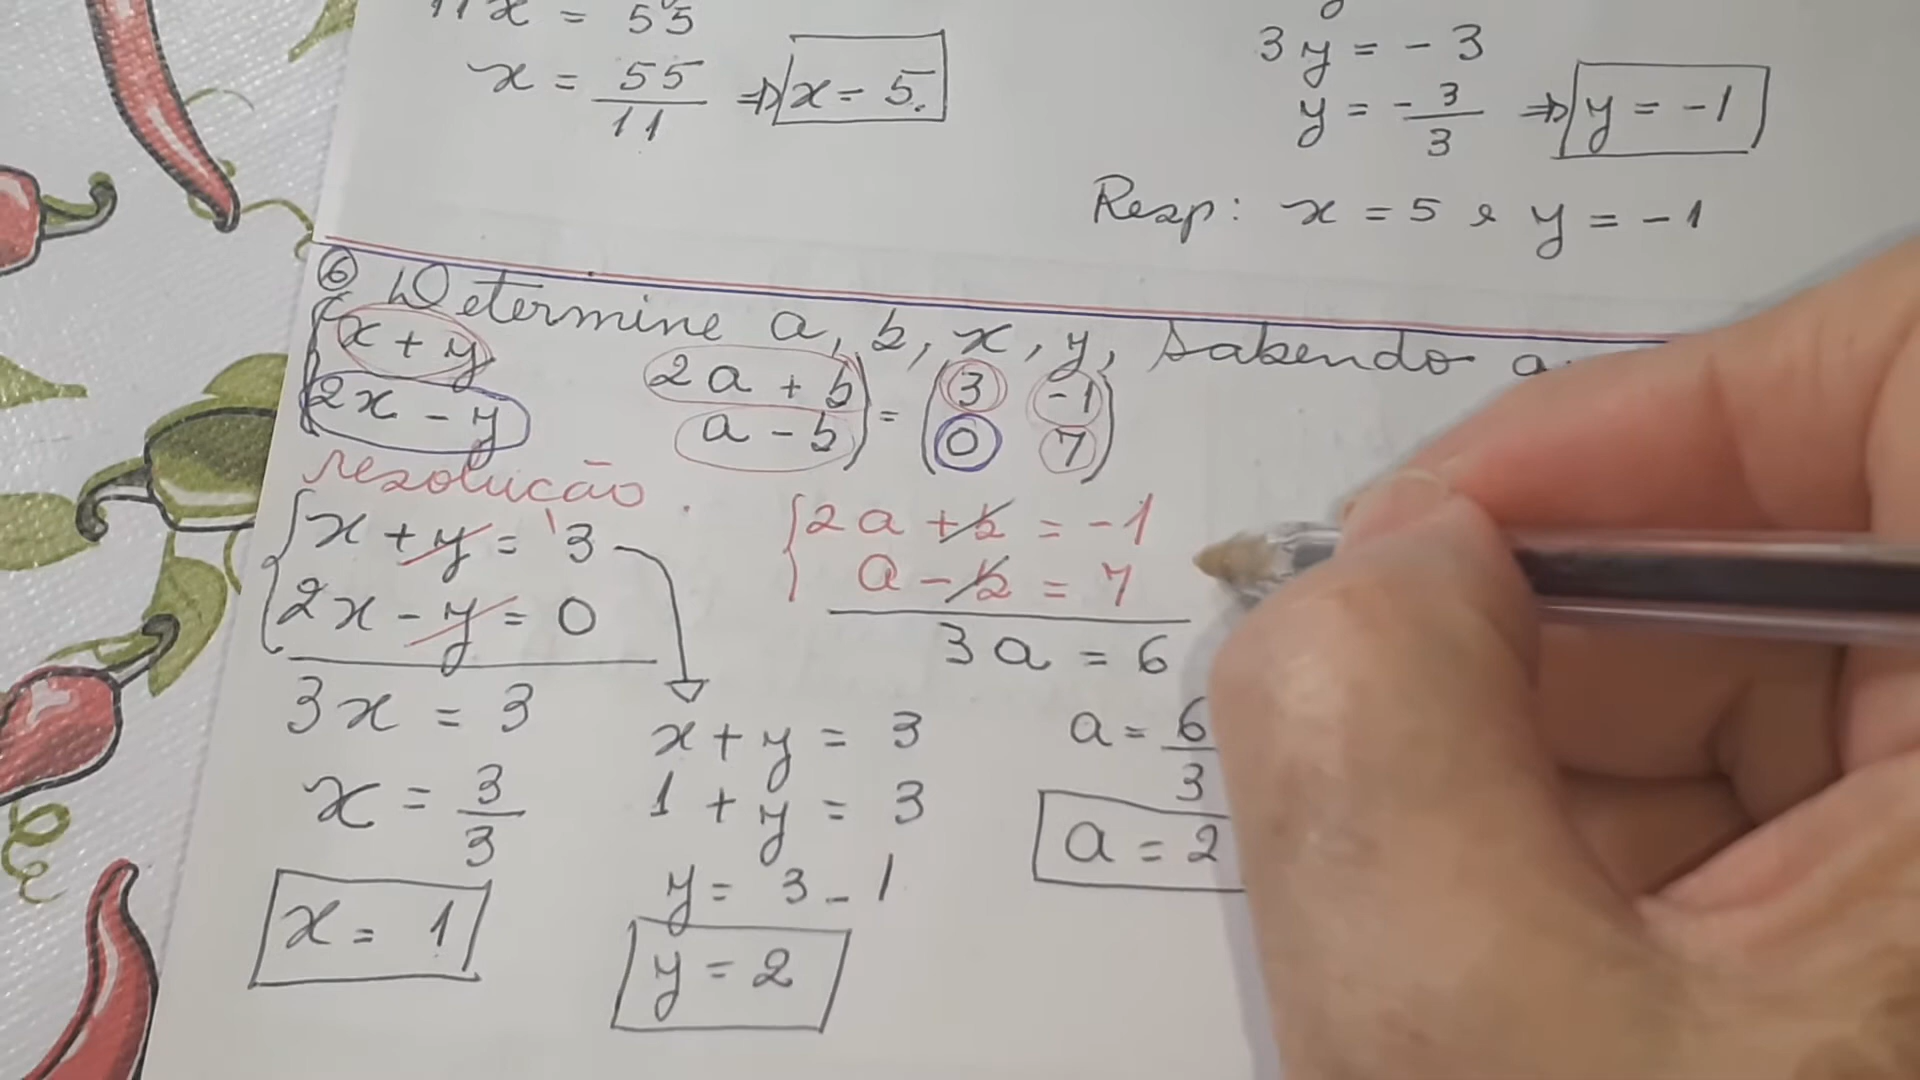 11x = 55
x = 55/11 ⇒ x = 5.
3y = - 3
y = - 3/3 ⇒ y = -1
Resp: x = 5 e y = -1
⑥ Determine a, b, x, y, sabendo
( x + y 2a + b ) = ( 3 -1 )
( 2x - y a - b ) = ( 0 7 )
resolução.
{ x + y = 3
2x - y = 0
3x = 3
x = 3/3
x = 1
x + y = 3
1 + y = 3
y = 3 - 1
y = 2
{ 2a + b = -1
a - b = 7
3a = 6
a = 6/3
a = 2